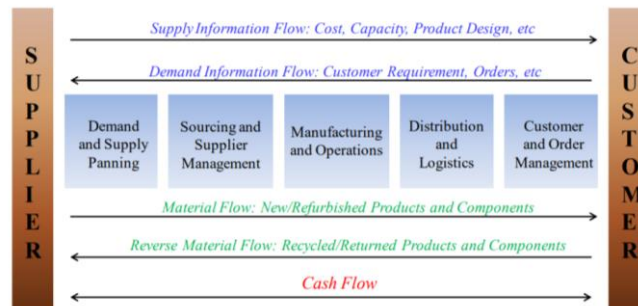 SUPPLIER
Supply Information Flow: Cost, Capacity, Product Design, etc
Demand Information Flow: Customer Requirement, Orders, etc
Demand
and Supply
Panning
Sourcing and
Supplier
Management
Manufacturing
and Operations
Distribution
and
Logistics
Customer
and Order
Management
Material Flow: New/Refurbished Products and Components
Reverse Material Flow: Recycled/Returned Products and Components
Cash Flow
CUSTOMER